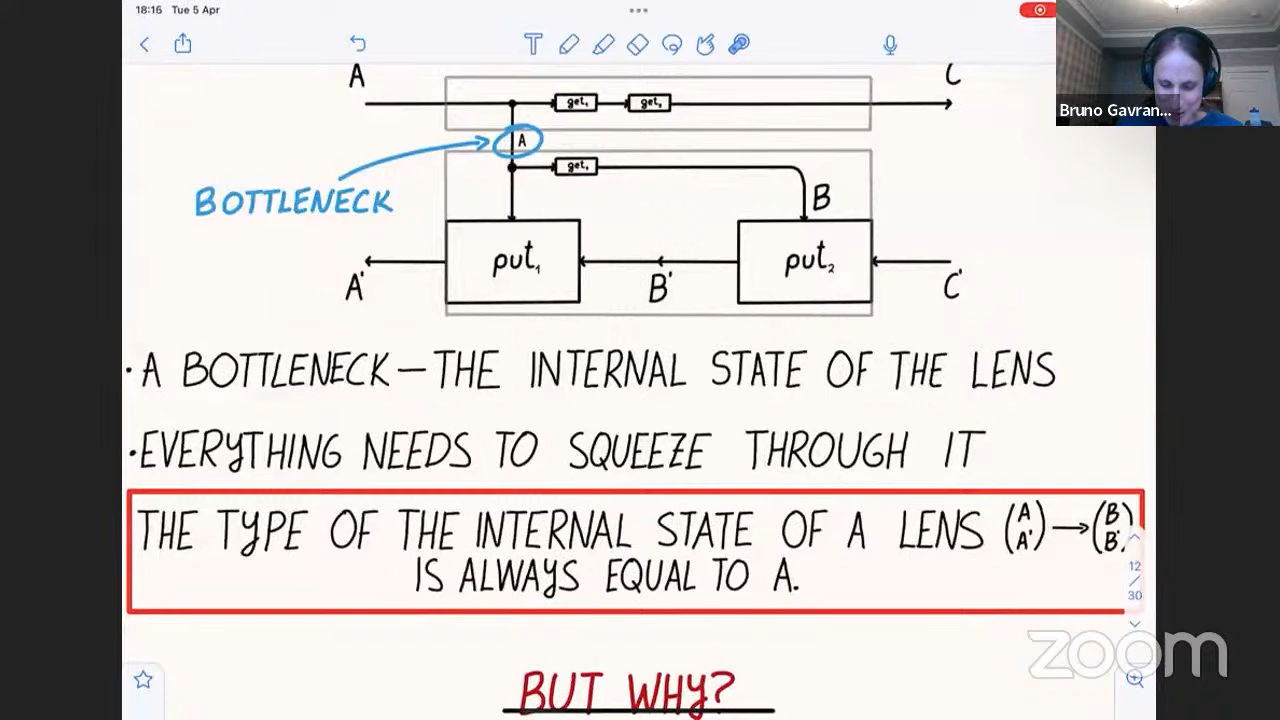 18:16 Tue 5 Apr
Bruno Gavran...
A
C
get₁
get₂
A
get₁
BOTTLENECK
B
put₁
put₂
A'
B'
C'
· A BOTTLENECK — THE INTERNAL STATE OF THE LENS
· EVERYTHING NEEDS TO SQUEEZE THROUGH IT
THE TYPE OF THE INTERNAL STATE OF A LENS (A A') → (B B')
IS ALWAYS EQUAL TO A.
12
/
30
zoom
BUT WHY?